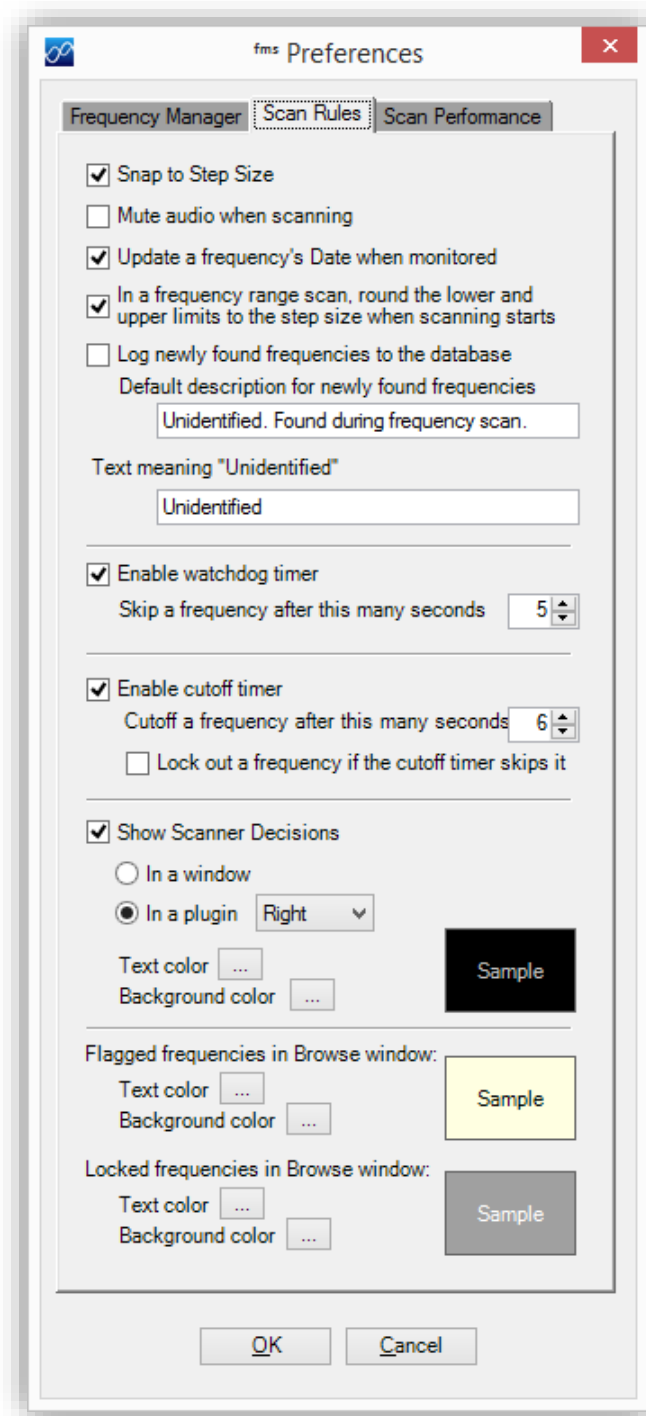 fms Preferences
Frequency Manager Scan Rules Scan Performance
Snap to Step Size
Mute audio when scanning
Update a frequency's Date when monitored
In a frequency range scan, round the lower and
upper limits to the step size when scanning starts
Log newly found frequencies to the database
Default description for newly found frequencies
Unidentified. Found during frequency scan.
Text meaning "Unidentified"
Unidentified
Enable watchdog timer
Skip a frequency after this many seconds 5
Enable cutoff timer
Cutoff a frequency after this many seconds 6
Lock out a frequency if the cutoff timer skips it
Show Scanner Decisions
In a window
In a plugin Right
Text color ...
Background color ...
Sample
Flagged frequencies in Browse window:
Text color ...
Background color ...
Sample
Locked frequencies in Browse window:
Text color ...
Background color ...
Sample
OK Cancel